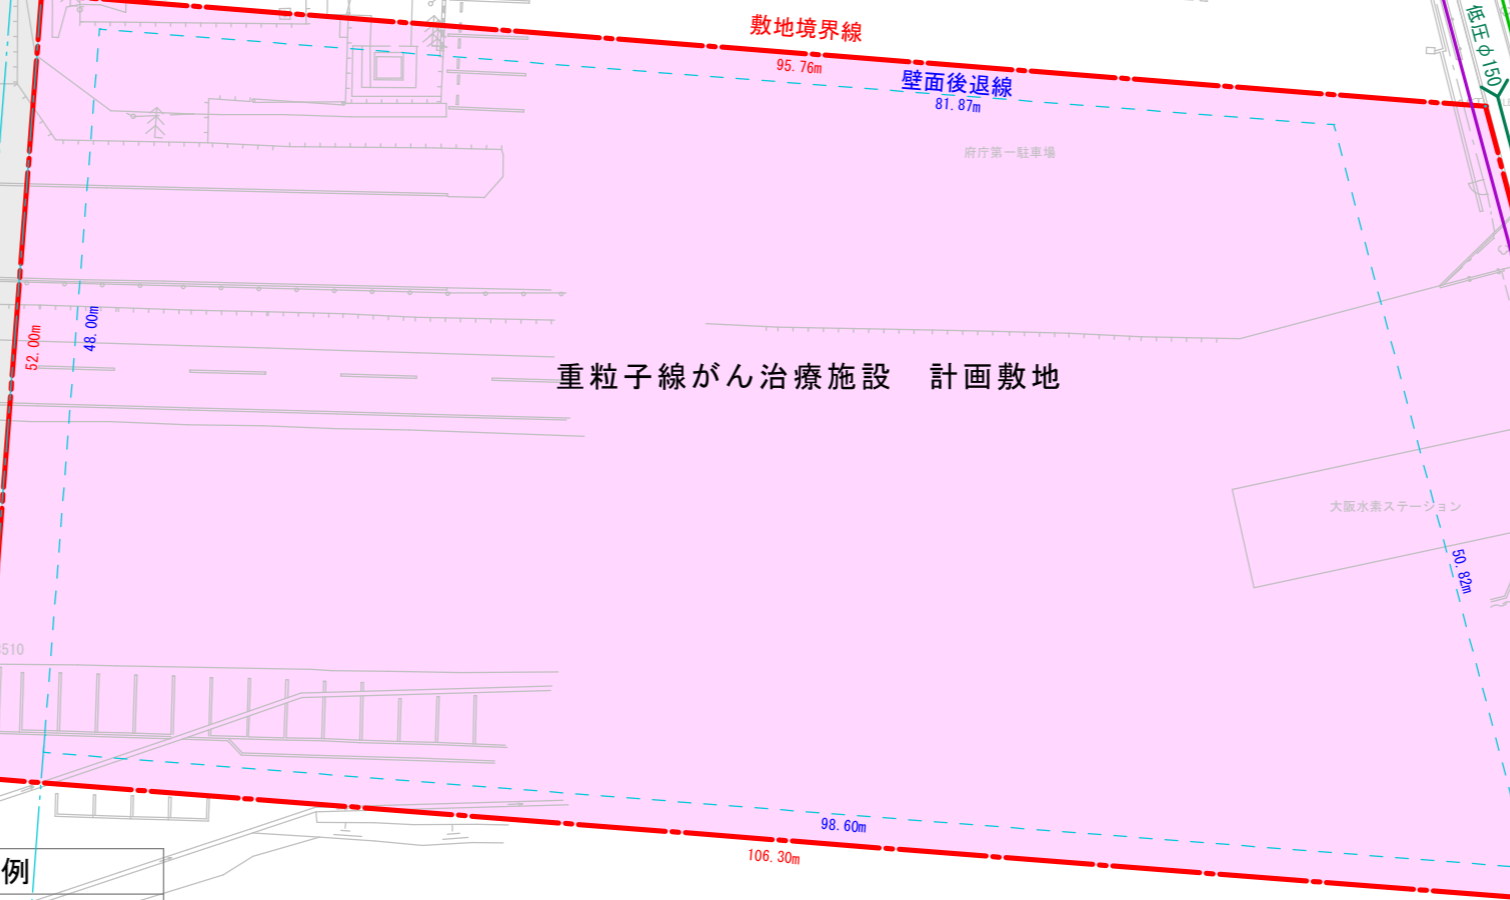 敷地境界線
95.76m
壁面後退線
81.87m
低圧φ150
府庁第一駐車場
52.00m
48.00m
重粒子線がん治療施設　計画敷地
大阪水素ステーション
50.82m
510
98.60m
106.30m
例